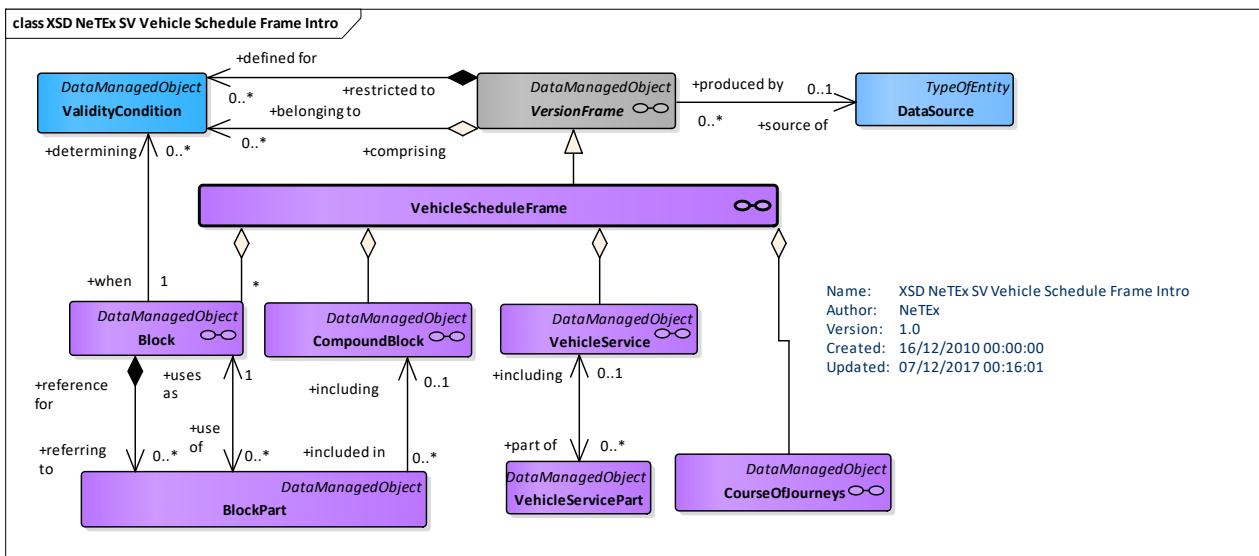 class XSD NeTEx SV Vehicle Schedule Frame Intro
+defined for
+produced by
0..1
DataManagedObject
ValidityCondition
0..*
+restricted to
+belonging to
0..*
+comprising
DataManagedObject
VersionFrame
0..*
+source of
TypeOfEntity
DataSource
+determining
0..*
VehicleScheduleFrame
+when
1
*
DataManagedObject
Block
DataManagedObject
CompoundBlock
DataManagedObject
VehicleService
Name: XSD NeTEx SV Vehicle Schedule Frame Intro
Author: NeTEx
Version: 1.0
Created: 16/12/2010 00:00:00
Updated: 07/12/2017 00:16:01
+reference
for
+uses
as
1
+including
0..1
+including
0..1
+referring
to
0..*
+use
of
0..*
+included in
0..*
+part of
0..*
DataManagedObject
BlockPart
DataManagedObject
VehicleServicePart
DataManagedObject
CourseOfJourneys